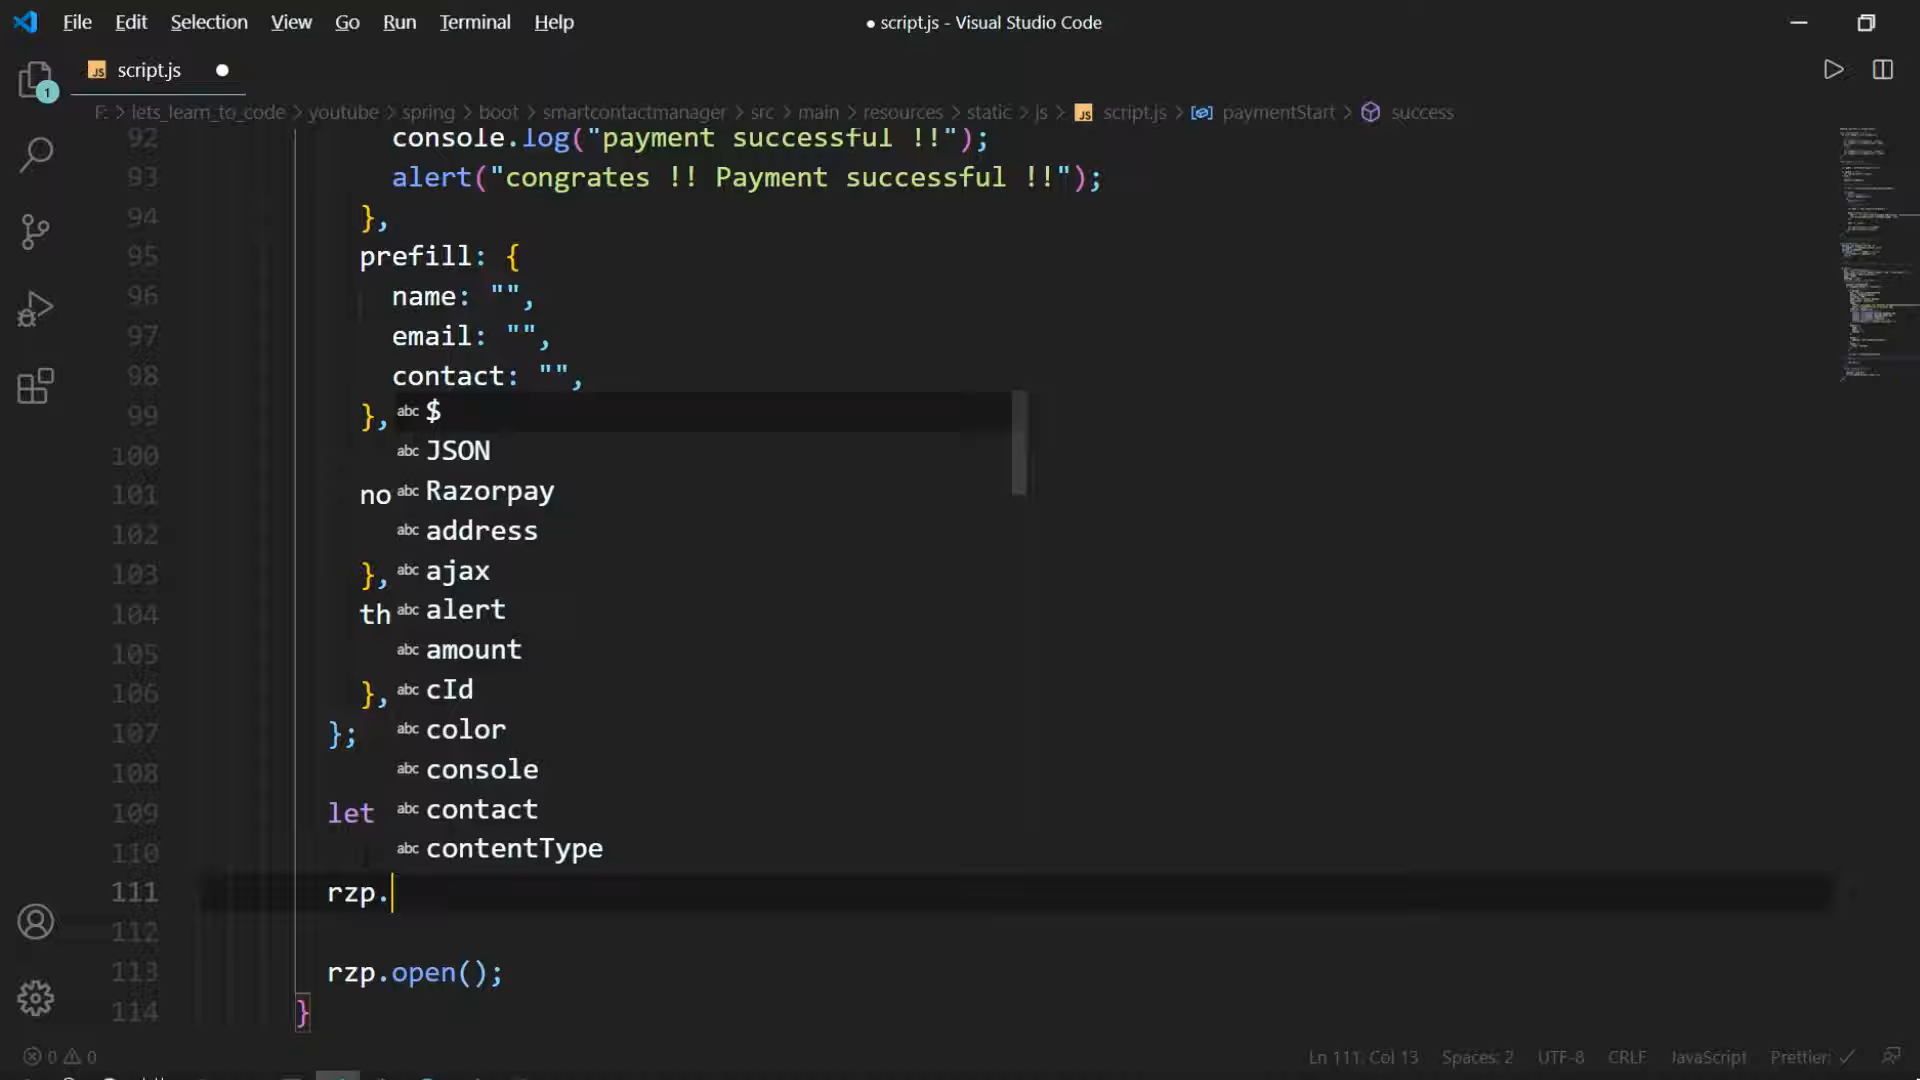 File Edit Selection View Go Run Terminal Help
● script.js - Visual Studio Code
JS script.js ●
1
F: > lets_learn_to_code > youtube > spring > boot > smartcontactmanager > src > main > resources > static > js > JS script.js > paymentStart > success
92 console.log("payment successful !!");
93 alert("congrates !! Payment successful !!");
94 },
95 prefill: {
96 name: "",
97 email: "",
98 contact: "",
99 }, abc $
100 abc JSON
101 no abc Razorpay
102 abc address
103 }, abc ajax
104 th abc alert
105 abc amount
106 }, abc cId
107 }; abc color
108 abc console
109 let abc contact
110 abc contentType
111 rzp.
112
113 rzp.open();
114 }
0 0
Ln 111, Col 13 Spaces: 2 UTF-8 CRLF JavaScript Prettier: ✓